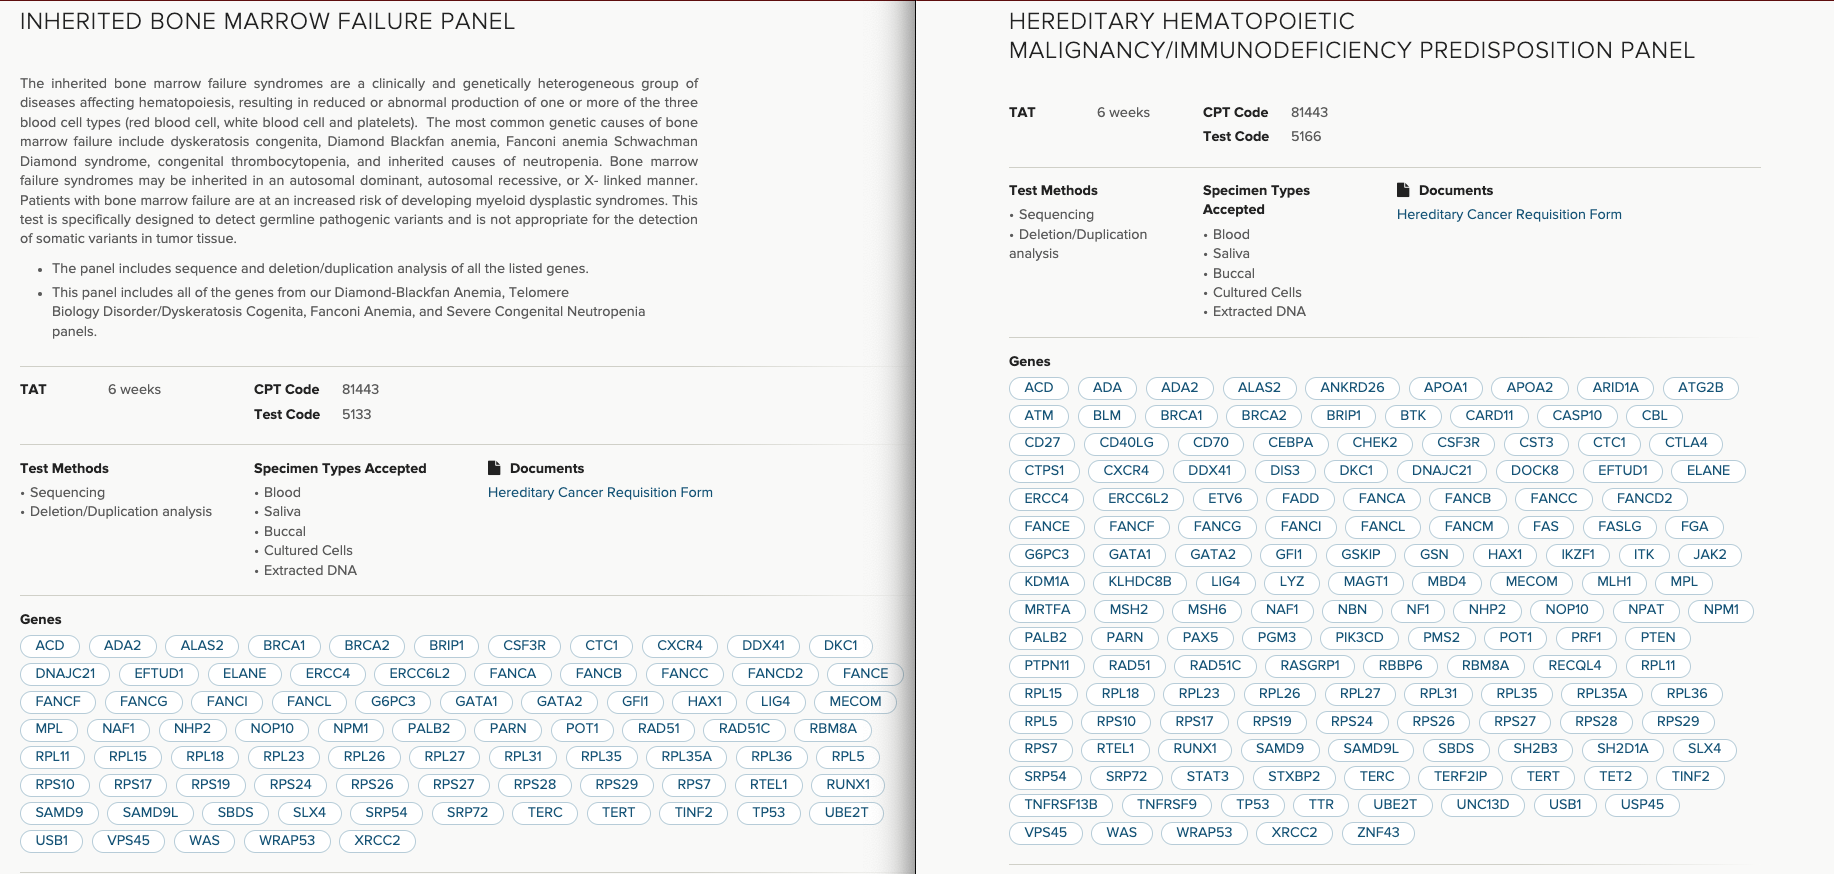 INHERITED BONE MARROW FAILURE PANEL
The inherited bone marrow failure syndromes are a clinically and genetically heterogeneous group of
diseases affecting hematopoiesis, resulting in reduced or abnormal production of one or more of the three
blood cell types (red blood cell, white blood cell and platelets). The most common genetic causes of bone
marrow failure include dyskeratosis congenita, Diamond Blackfan anemia, Fanconi anemia Schwachman
Diamond syndrome, congenital thrombocytopenia, and inherited causes of neutropenia. Bone marrow
failure syndromes may be inherited in an autosomal dominant, autosomal recessive, or X- linked manner.
Patients with bone marrow failure are at an increased risk of developing myeloid dysplastic syndromes. This
test is specifically designed to detect germline pathogenic variants and is not appropriate for the detection
of somatic variants in tumor tissue.
• The panel includes sequence and deletion/duplication analysis of all the listed genes.
• This panel includes all of the genes from our Diamond-Blackfan Anemia, Telomere
Biology Disorder/Dyskeratosis Cogenita, Fanconi Anemia, and Severe Congenital Neutropenia
panels.
TAT 6 weeks CPT Code 81443
Test Code 5133
Test Methods Specimen Types Accepted Documents
• Sequencing • Blood Hereditary Cancer Requisition Form
• Deletion/Duplication analysis • Saliva
• Buccal
• Cultured Cells
• Extracted DNA
Genes
ACD ADA2 ALAS2 BRCA1 BRCA2 BRIP1 CSF3R CTC1 CXCR4 DDX41 DKC1
DNAJC21 EFTUD1 ELANE ERCC4 ERCC6L2 FANCA FANCB FANCC FANCD2 FANCE
FANCF FANCG FANCI FANCL G6PC3 GATA1 GATA2 GFI1 HAX1 LIG4 MECOM
MPL NAF1 NHP2 NOP10 NPM1 PALB2 PARN POT1 RAD51 RAD51C RBM8A
RPL11 RPL15 RPL18 RPL23 RPL26 RPL27 RPL31 RPL35 RPL35A RPL36 RPL5
RPS10 RPS17 RPS19 RPS24 RPS26 RPS27 RPS28 RPS29 RPS7 RTEL1 RUNX1
SAMD9 SAMD9L SBDS SLX4 SRP54 SRP72 TERC TERT TINF2 TP53 UBE2T
USB1 VPS45 WAS WRAP53 XRCC2
HEREDITARY HEMATOPOIETIC
MALIGNANCY/IMMUNODEFICIENCY PREDISPOSITION PANEL
TAT 6 weeks CPT Code 81443
Test Code 5166
Test Methods Specimen Types Documents
Accepted
• Sequencing Hereditary Cancer Requisition Form
• Deletion/Duplication • Blood
analysis • Saliva
• Buccal
• Cultured Cells
• Extracted DNA
Genes
ACD ADA ADA2 ALAS2 ANKRD26 APOA1 APOA2 ARID1A ATG2B
ATM BLM BRCA1 BRCA2 BRIP1 BTK CARD11 CASP10 CBL
CD27 CD40LG CD70 CEBPA CHEK2 CSF3R CST3 CTC1 CTLA4
CTPS1 CXCR4 DDX41 DIS3 DKC1 DNAJC21 DOCK8 EFTUD1 ELANE
ERCC4 ERCC6L2 ETV6 FADD FANCA FANCB FANCC FANCD2
FANCE FANCF FANCG FANCI FANCL FANCM FAS FASLG FGA
G6PC3 GATA1 GATA2 GFI1 GSKIP GSN HAX1 IKZF1 ITK JAK2
KDM1A KLHDC8B LIG4 LYZ MAGT1 MBD4 MECOM MLH1 MPL
MRTFA MSH2 MSH6 NAF1 NBN NF1 NHP2 NOP10 NPAT NPM1
PALB2 PARN PAX5 PGM3 PIK3CD PMS2 POT1 PRF1 PTEN
PTPN11 RAD51 RAD51C RASGRP1 RBBP6 RBM8A RECQL4 RPL11
RPL15 RPL18 RPL23 RPL26 RPL27 RPL31 RPL35 RPL35A RPL36
RPL5 RPS10 RPS17 RPS19 RPS24 RPS26 RPS27 RPS28 RPS29
RPS7 RTEL1 RUNX1 SAMD9 SAMD9L SBDS SH2B3 SH2D1A SLX4
SRP54 SRP72 STAT3 STXBP2 TERC TERF2IP TERT TET2 TINF2
TNFRSF13B TNFRSF9 TP53 TTR UBE2T UNC13D USB1 USP45
VPS45 WAS WRAP53 XRCC2 ZNF43